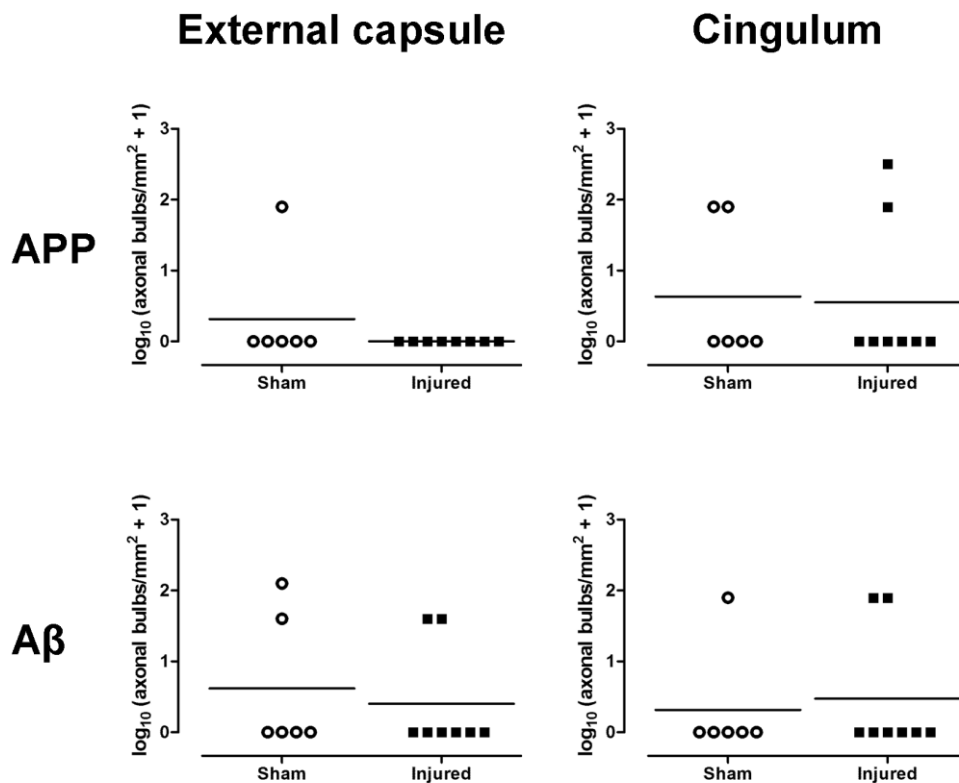 External capsule Cingulum
APP
log₁₀ (axonal bulbs/mm² + 1)
3
2
1
0
Sham Injured
log₁₀ (axonal bulbs/mm² + 1)
3
2
1
0
Sham Injured
Aβ
log₁₀ (axonal bulbs/mm² + 1)
3
2
1
0
Sham Injured
log₁₀ (axonal bulbs/mm² + 1)
3
2
1
0
Sham Injured